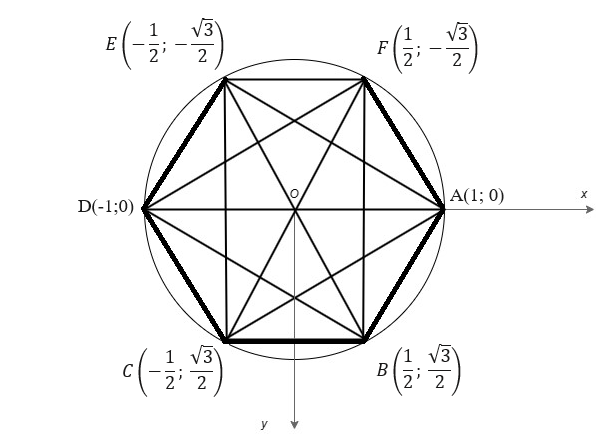 E(-1/2; -√3/2)
F(1/2; -√3/2)
O
x
D(-1;0)
A(1; 0)
C(-1/2; √3/2)
B(1/2; √3/2)
y